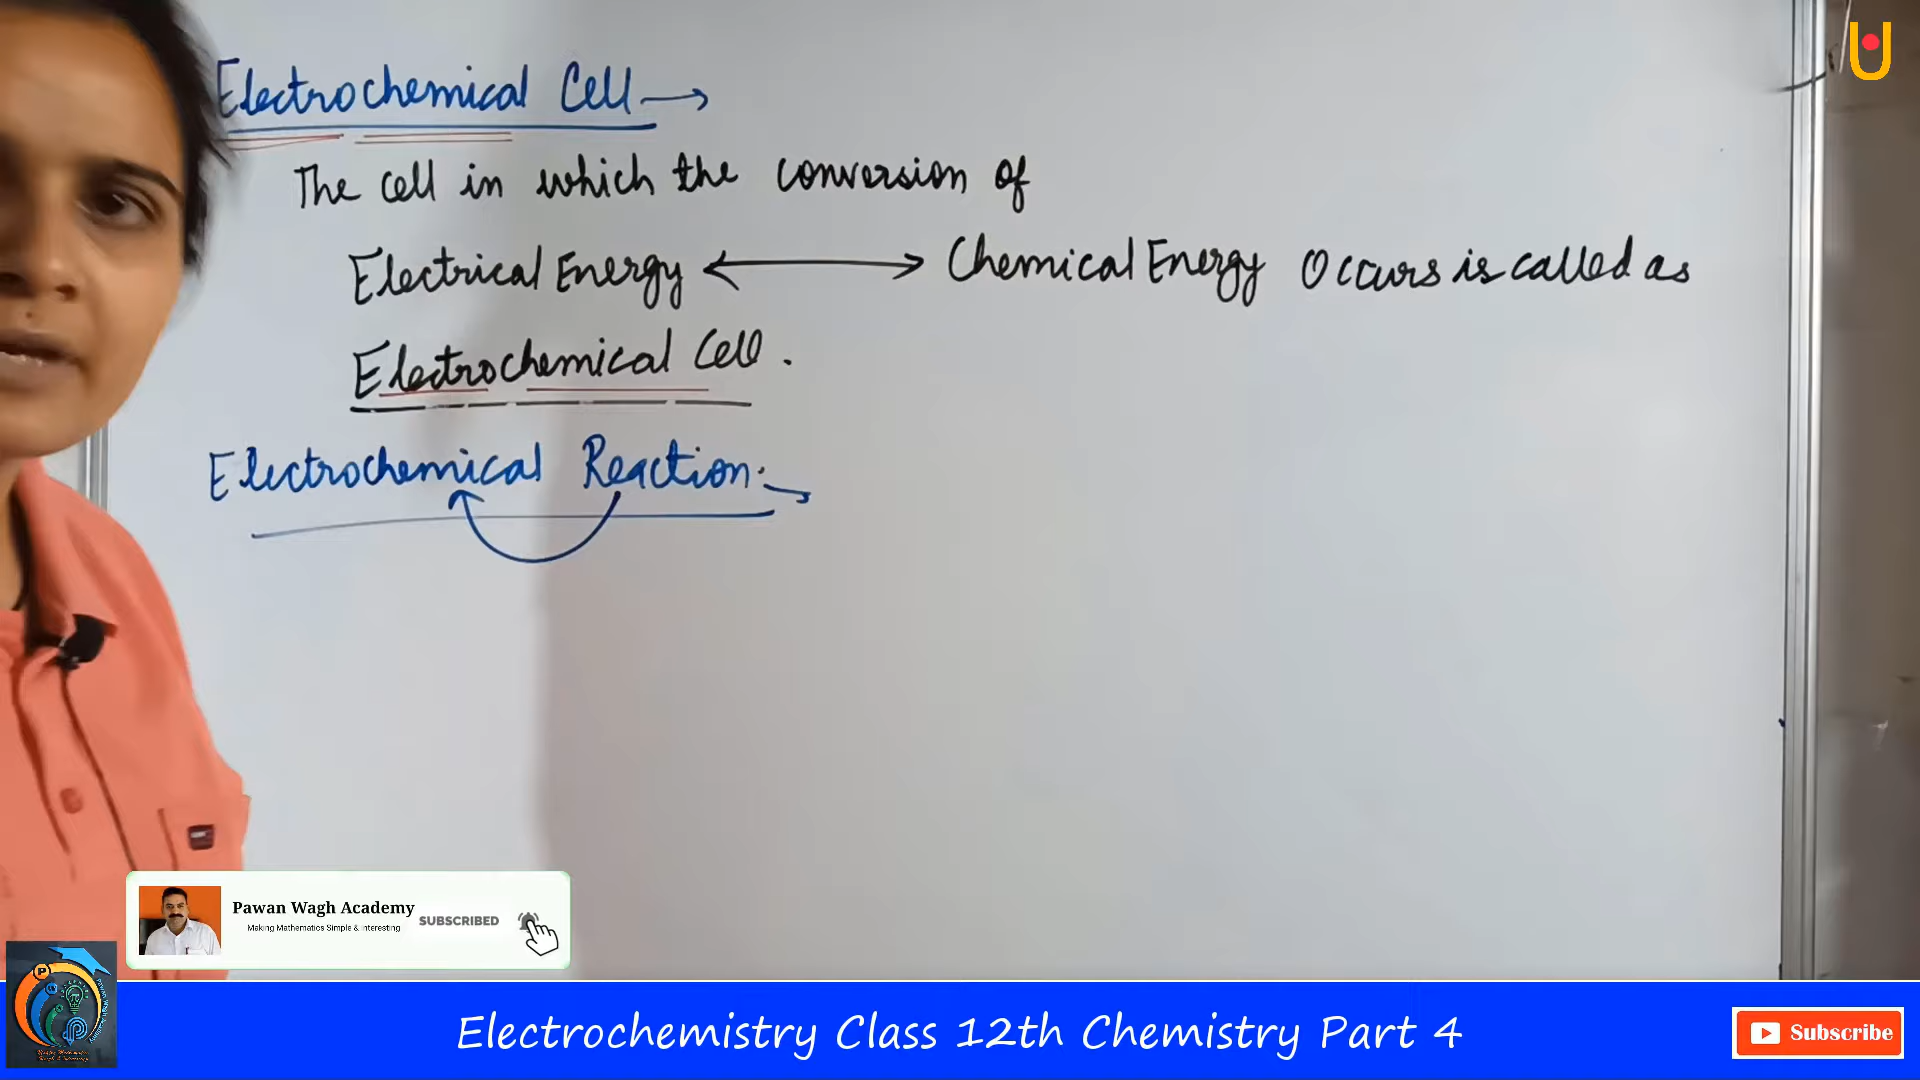 Electrochemical Cell →
The cell in which the conversion of
Electrical Energy ⟷ Chemical Energy Occurs is called as
Electrochemical Cell.
Electrochemical Reaction. →
Pawan Wagh Academy
Making Mathematics Simple & Interesting
SUBSCRIBED
Electrochemistry Class 12th Chemistry Part 4
Subscribe